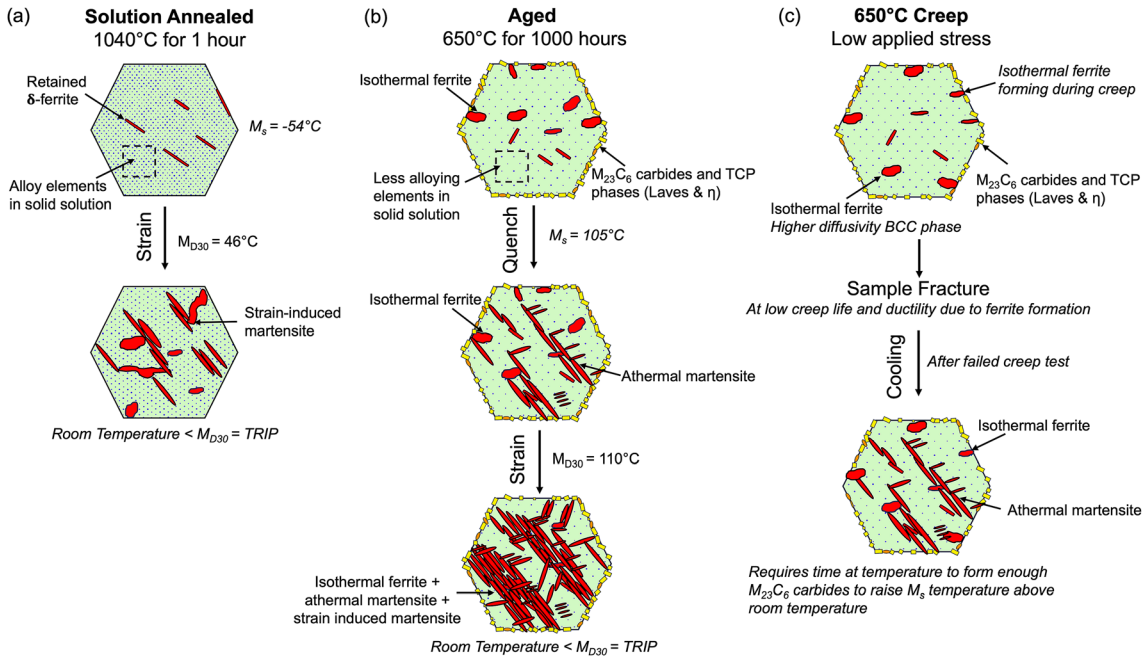 (a)
Solution Annealed
1040°C for 1 hour
Retained
δ-ferrite
Mₛ = -54°C
Alloy elements
in solid solution
Strain
M_D30 = 46°C
Strain-induced
martensite
Room Temperature < M_D30 = TRIP
(b)
Aged
650°C for 1000 hours
Isothermal ferrite
Less alloying
elements in
solid solution
M₂₃C₆ carbides and TCP
phases (Laves & η)
Quench
Mₛ = 105°C
Isothermal ferrite
Athermal martensite
Strain
M_D30 = 110°C
Isothermal ferrite +
athermal martensite +
strain induced martensite
Room Temperature < M_D30 = TRIP
(c)
650°C Creep
Low applied stress
Isothermal ferrite
forming during creep
M₂₃C₆ carbides and TCP
phases (Laves & η)
Isothermal ferrite
Higher diffusivity BCC phase
Sample Fracture
At low creep life and ductility due to ferrite formation
Cooling
After failed creep test
Isothermal ferrite
Athermal martensite
Requires time at temperature to form enough
M₂₃C₆ carbides to raise Mₛ temperature above
room temperature